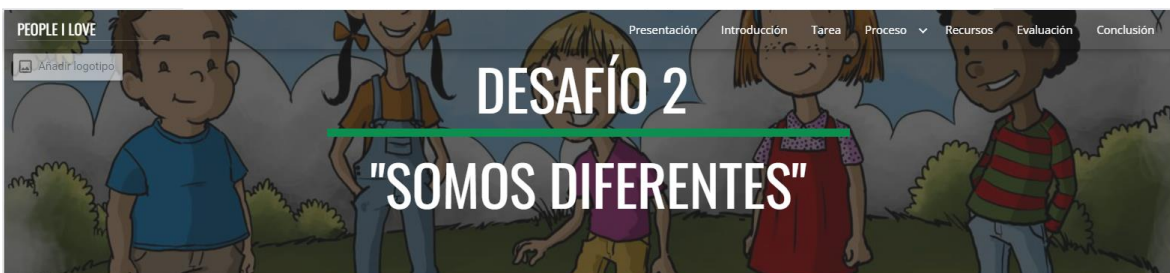 PEOPLE I LOVE
Presentación Introducción Tarea Proceso Recursos Evaluación Conclusión
Añadir logotipo
DESAFÍO 2
"SOMOS DIFERENTES"